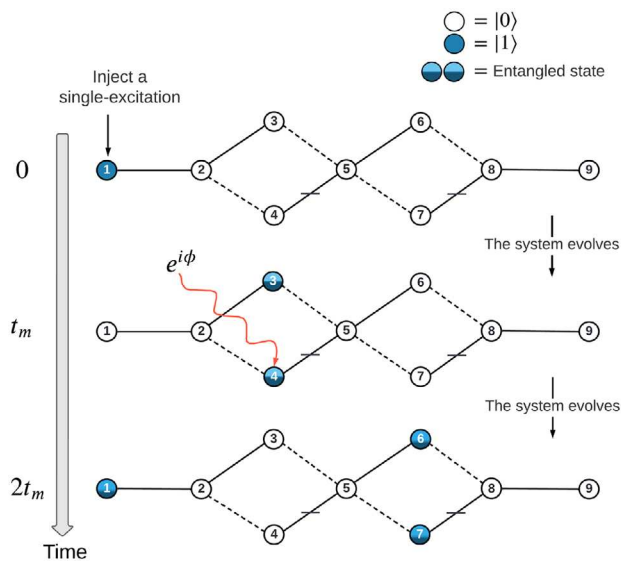 = |0⟩
= |1⟩
= Entangled state
Inject a
single-excitation
0
1 2 3 4 5 6 7 8 9
The system evolves
e^{iϕ}
t_m
1 2 3 4 5 6 7 8 9
The system evolves
2t_m
1 2 3 4 5 6 7 8 9
Time